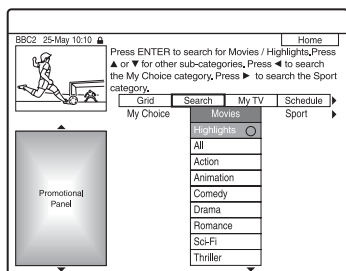 BBC2 25-May 10:10
Home
Press ENTER to search for Movies / Highlights.Press
▲ or ▼ for other sub-categories. Press ◄ to search
the My Choice category. Press ► to search the Sport
category.
Grid Search My TV Schedule
My Choice Movies Sport
Highlights
All
Action
Animation
Comedy
Drama
Romance
Sci-Fi
Thriller
Promotional
Panel